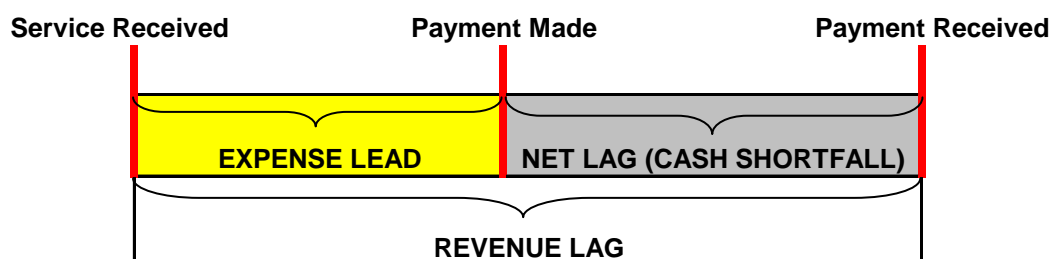 Service Received Payment Made Payment Received
EXPENSE LEAD NET LAG (CASH SHORTFALL)
REVENUE LAG